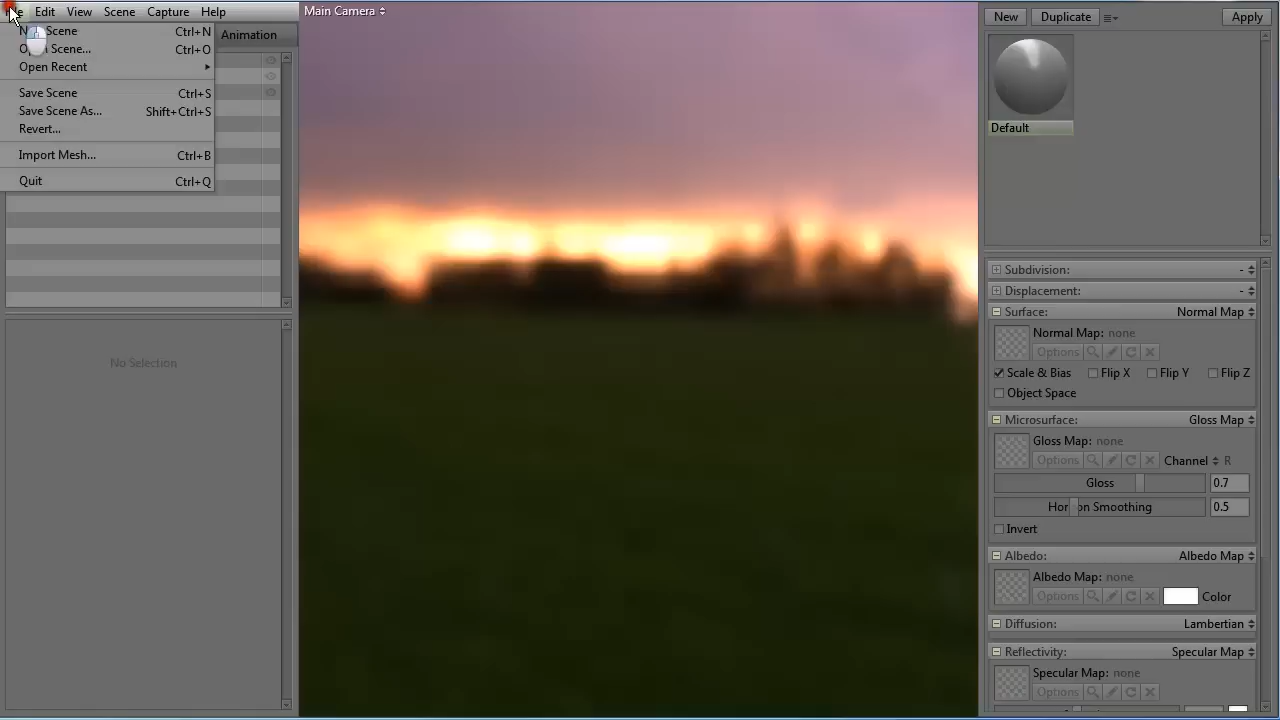 Edit View Scene Capture Help
Main Camera
New Duplicate Apply
Scene Ctrl+N
Scene... Ctrl+O
Open Recent
Save Scene Ctrl+S
Save Scene As... Shift+Ctrl+S
Revert...
Import Mesh... Ctrl+B
Quit Ctrl+Q
Animation
No Selection
Default
Subdivision: -
Displacement: -
Surface: Normal Map
Normal Map: none
Options
Scale & Bias Flip X Flip Y Flip Z
Object Space
Microsurface: Gloss Map
Gloss Map: none
Options Channel R
Gloss 0.7
Smoothing 0.5
Invert
Albedo: Albedo Map
Albedo Map: none
Options Color
Diffusion: Lambertian
Reflectivity: Specular Map
Specular Map: none
Options